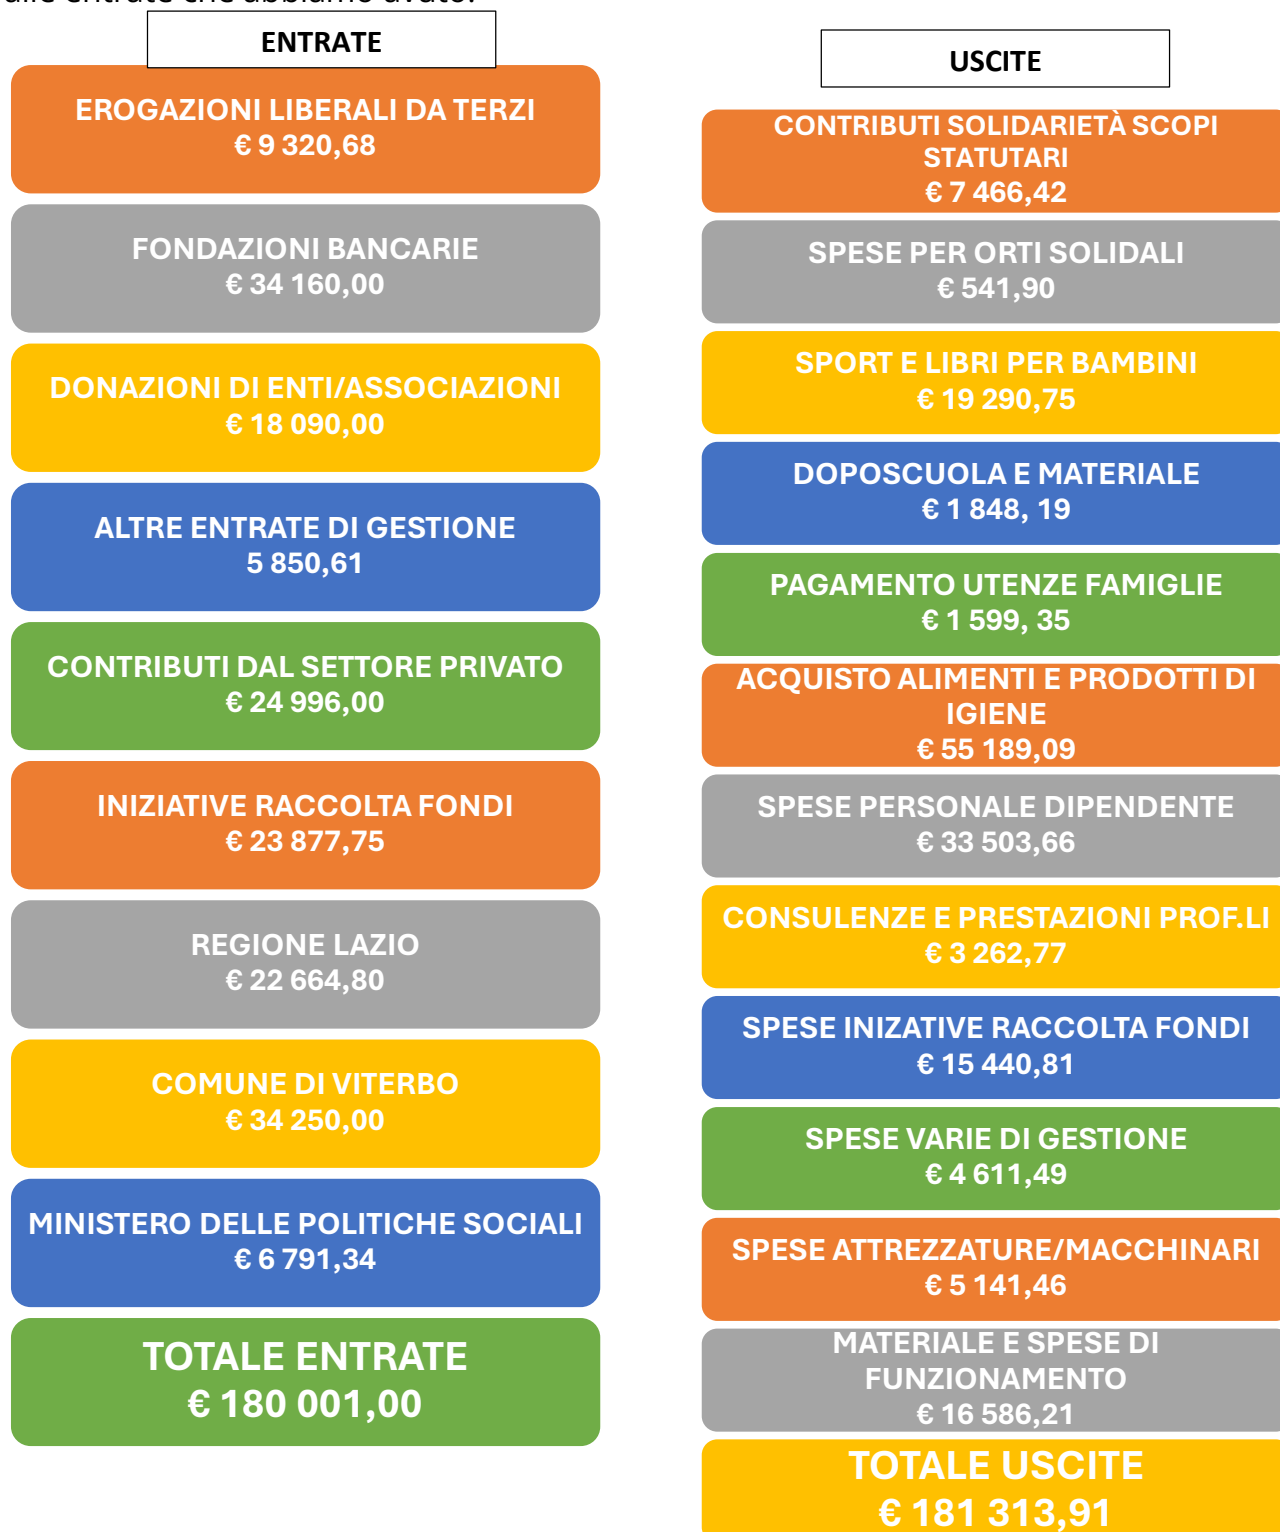 alle entrate che abbiamo avuto.
ENTRATE
EROGAZIONI LIBERALI DA TERZI
€ 9 320,68
FONDAZIONI BANCARIE
€ 34 160,00
DONAZIONI DI ENTI/ASSOCIAZIONI
€ 18 090,00
ALTRE ENTRATE DI GESTIONE
5 850,61
CONTRIBUTI DAL SETTORE PRIVATO
€ 24 996,00
INIZIATIVE RACCOLTA FONDI
€ 23 877,75
REGIONE LAZIO
€ 22 664,80
COMUNE DI VITERBO
€ 34 250,00
MINISTERO DELLE POLITICHE SOCIALI
€ 6 791,34
TOTALE ENTRATE
€ 180 001,00
USCITE
CONTRIBUTI SOLIDARIETÀ SCOPI
STATUTARI
€ 7 466,42
SPESE PER ORTI SOLIDALI
€ 541,90
SPORT E LIBRI PER BAMBINI
€ 19 290,75
DOPOSCUOLA E MATERIALE
€ 1 848, 19
PAGAMENTO UTENZE FAMIGLIE
€ 1 599, 35
ACQUISTO ALIMENTI E PRODOTTI DI
IGIENE
€ 55 189,09
SPESE PERSONALE DIPENDENTE
€ 33 503,66
CONSULENZE E PRESTAZIONI PROF.LI
€ 3 262,77
SPESE INIZATIVE RACCOLTA FONDI
€ 15 440,81
SPESE VARIE DI GESTIONE
€ 4 611,49
SPESE ATTREZZATURE/MACCHINARI
€ 5 141,46
MATERIALE E SPESE DI
FUNZIONAMENTO
€ 16 586,21
TOTALE USCITE
€ 181 313,91